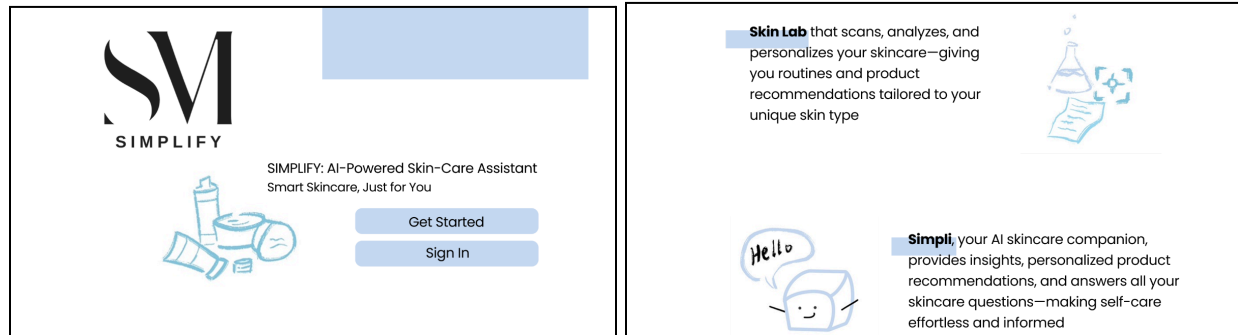 SM
SIMPLIFY
SIMPLIFY: AI-Powered Skin-Care Assistant
Smart Skincare, Just for You
Get Started
Sign In
Skin Lab that scans, analyzes, and
personalizes your skincare—giving
you routines and product
recommendations tailored to your
unique skin type
Hello
Simpli, your AI skincare companion,
provides insights, personalized product
recommendations, and answers all your
skincare questions—making self-care
effortless and informed